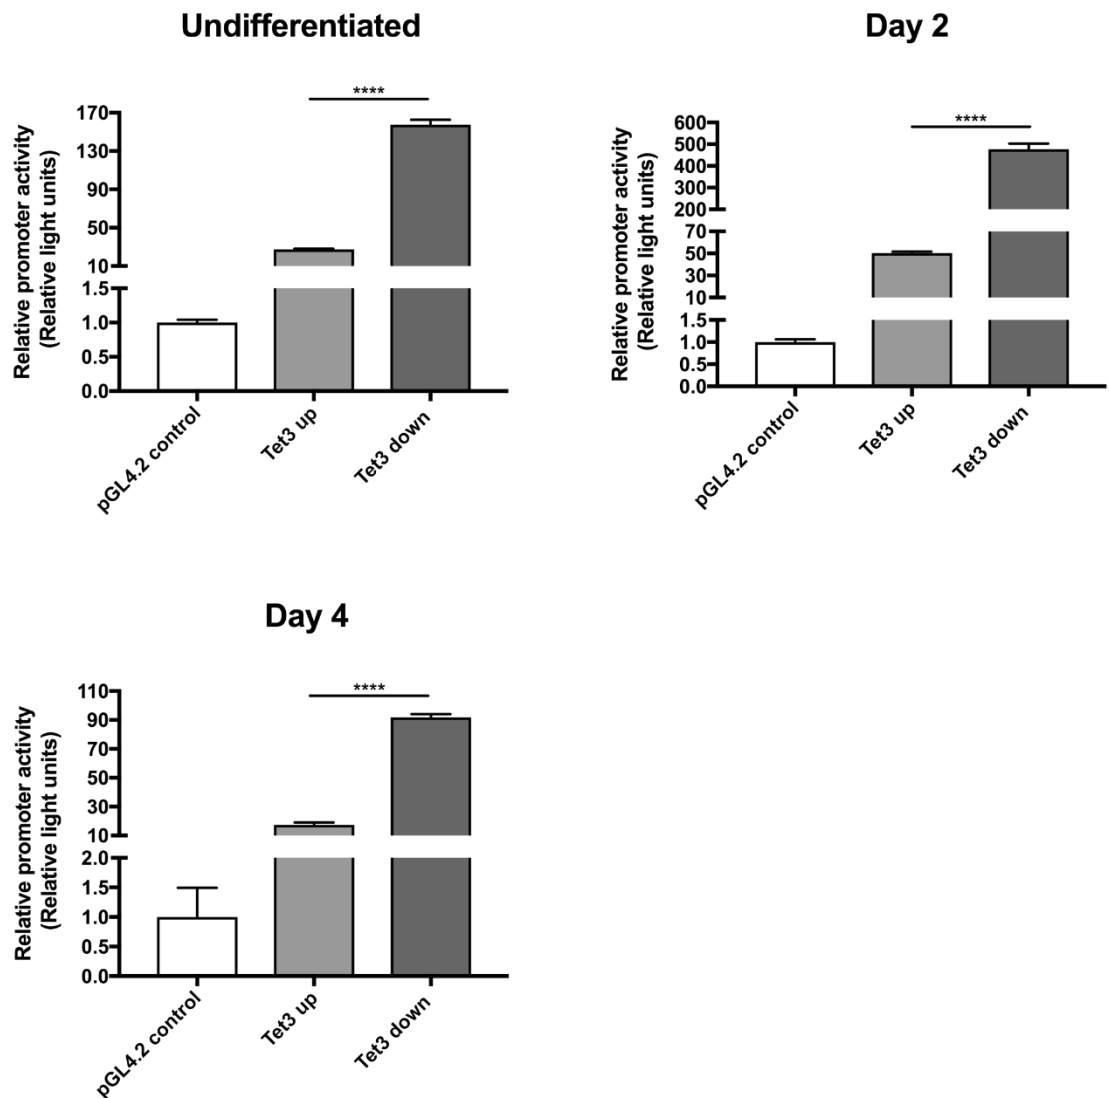 Undifferentiated
Relative promoter activity
(Relative light units)
170
130
90
50
10
1.5
1.0
0.5
0.0
****
pGL4.2 control
Tet3 up
Tet3 down
Day 2
Relative promoter activity
(Relative light units)
600
500
400
300
200
70
50
30
10
1.5
1.0
0.5
0.0
****
pGL4.2 control
Tet3 up
Tet3 down
Day 4
Relative promoter activity
(Relative light units)
110
90
70
50
30
10
2.0
1.5
1.0
0.5
0.0
****
pGL4.2 control
Tet3 up
Tet3 down